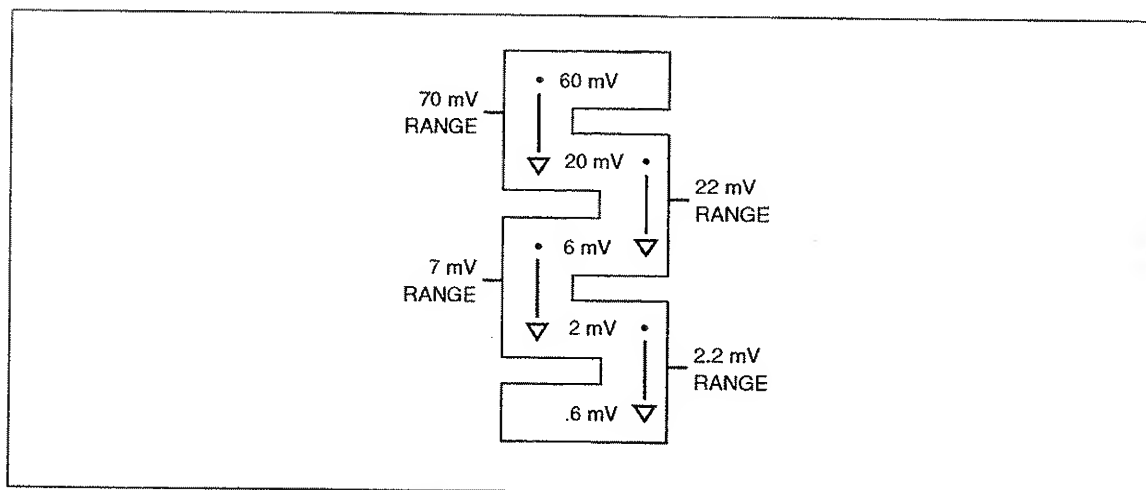 60 mV
70 mV
RANGE
20 mV
22 mV
RANGE
6 mV
7 mV
RANGE
2 mV
2.2 mV
RANGE
.6 mV